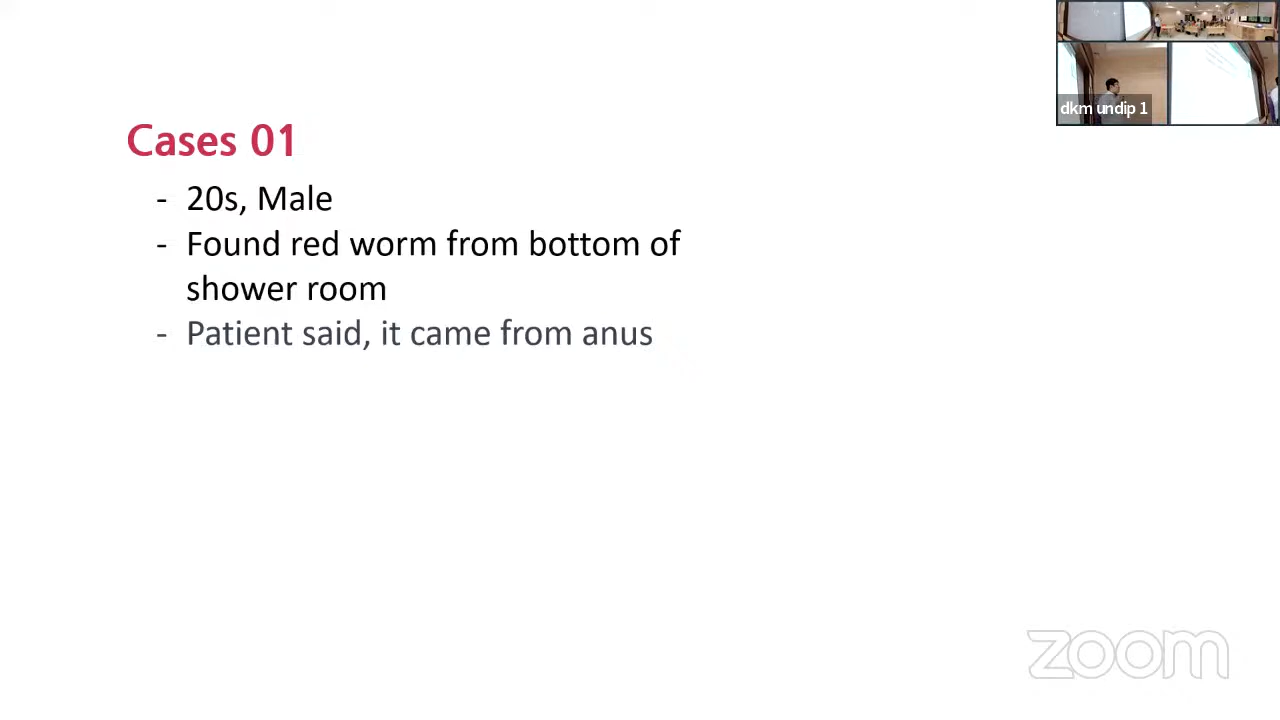 dkm undip 1
Cases 01
- 20s, Male
- Found red worm from bottom of
shower room
- Patient said, it came from anus
zoom